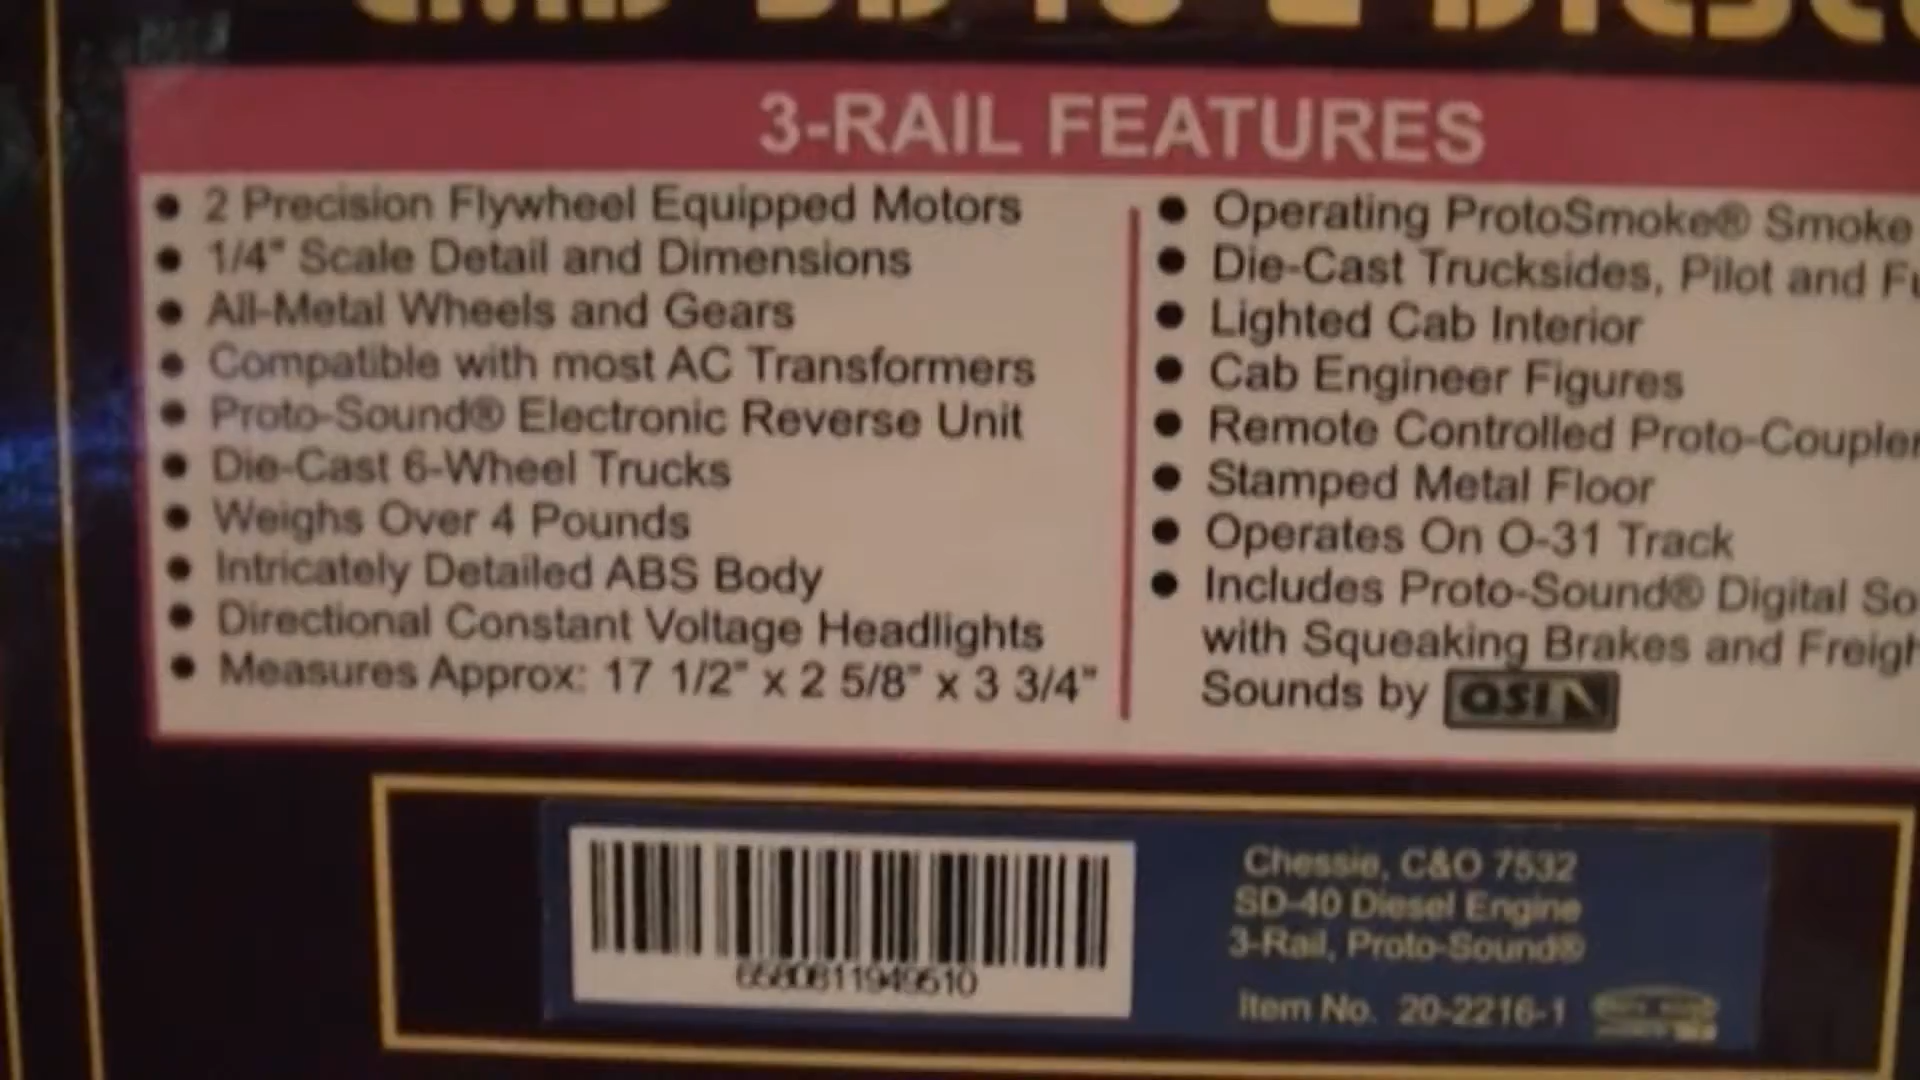 3-RAIL FEATURES
● 2 Precision Flywheel Equipped Motors
● 1/4" Scale Detail and Dimensions
● All-Metal Wheels and Gears
● Compatible with most AC Transformers
● Proto-Sound® Electronic Reverse Unit
● Die-Cast 6-Wheel Trucks
● Weighs Over 4 Pounds
● Intricately Detailed ABS Body
● Directional Constant Voltage Headlights
● Measures Approx: 17 1/2" x 2 5/8" x 3 3/4"
● Operating ProtoSmoke® Smoke
● Die-Cast Trucksides, Pilot and Fu
● Lighted Cab Interior
● Cab Engineer Figures
● Remote Controlled Proto-Coupler
● Stamped Metal Floor
● Operates On O-31 Track
● Includes Proto-Sound® Digital So
with Squeaking Brakes and Freigh
Sounds by QSI
Chessie, C&O 7532
SD-40 Diesel Engine
3-Rail, Proto-Sound®
Item No. 20-2216-1